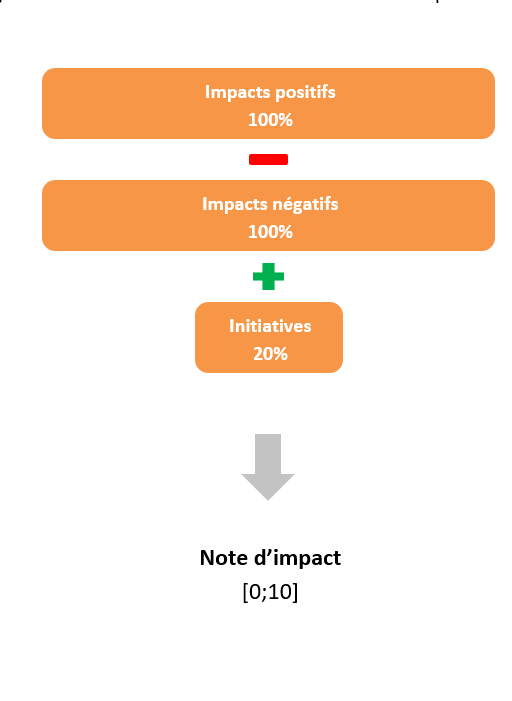 Impacts positifs
100%
Impacts négatifs
100%
Initiatives
20%
Note d’impact
[0;10]